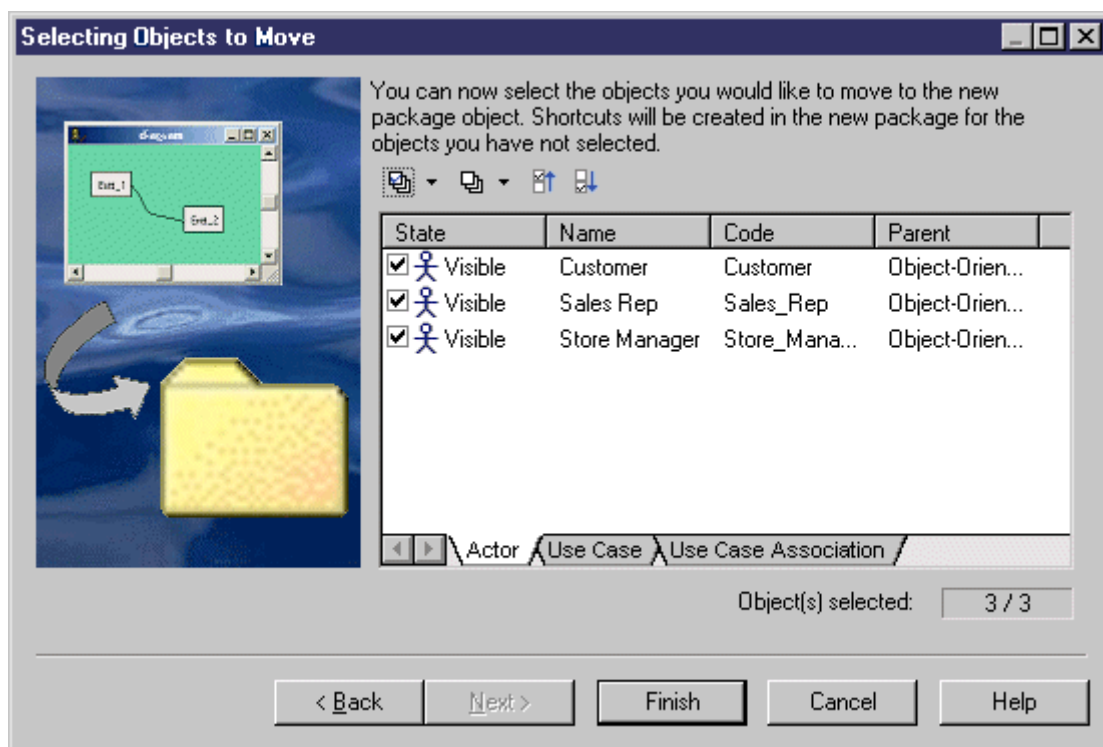 Selecting Objects to Move
You can now select the objects you would like to move to the new
package object. Shortcuts will be created in the new package for the
objects you have not selected.
diagram
Entt_1
Entt_2
State Name Code Parent
Visible Customer Customer Object-Orien...
Visible Sales Rep Sales_Rep Object-Orien...
Visible Store Manager Store_Mana... Object-Orien...
Actor Use Case Use Case Association
Object(s) selected: 3 / 3
< Back Next > Finish Cancel Help